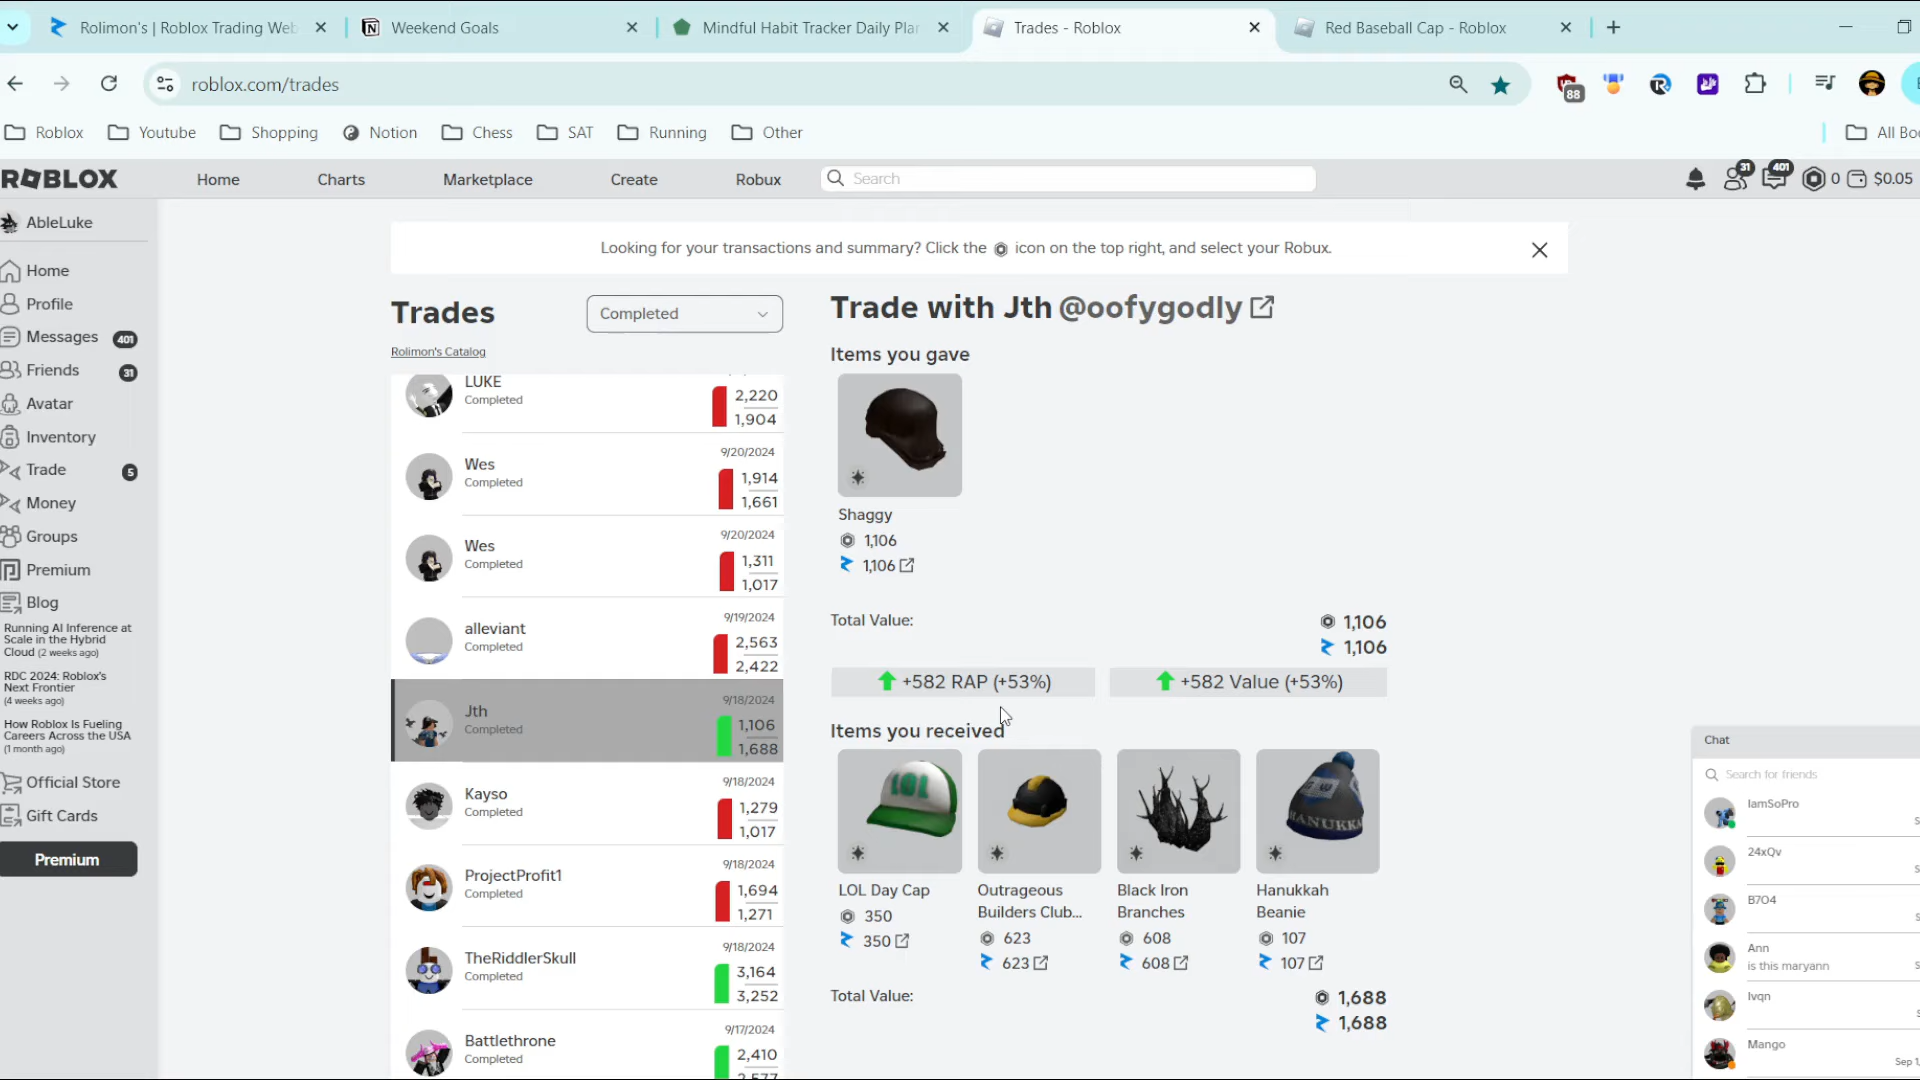 Rolimon's | Roblox Trading Web
Weekend Goals
Mindful Habit Tracker Daily Plan
Trades - Roblox
Red Baseball Cap - Roblox
roblox.com/trades
88
Roblox
Youtube
Shopping
Notion
Chess
SAT
Running
Other
All Boo
ROBLOX
Home
Charts
Marketplace
Create
Robux
Search
31
401
0
$0.05
AbleLuke
Home
Profile
Messages 401
Friends 31
Avatar
Inventory
Trade 5
Money
Groups
Premium
Blog
Running AI Inference at
Scale in the Hybrid
Cloud (2 weeks ago)
RDC 2024: Roblox's
Next Frontier
(4 weeks ago)
How Roblox Is Fueling
Careers Across the USA
(1 month ago)
Official Store
Gift Cards
Premium
Looking for your transactions and summary? Click the icon on the top right, and select your Robux.
Trades
Completed
Rolimon's Catalog
LUKE
Completed
2,220
1,904
9/20/2024
Wes
Completed
1,914
1,661
9/20/2024
Wes
Completed
1,311
1,017
9/19/2024
alleviant
Completed
2,563
2,422
9/18/2024
Jth
Completed
1,106
1,688
9/18/2024
Kayso
Completed
1,279
1,017
9/18/2024
ProjectProfit1
Completed
1,694
1,271
9/18/2024
TheRiddlerSkull
Completed
3,164
3,252
9/17/2024
Battlethrone
Completed
2,410
2,577
Trade with Jth @oofygodly
Items you gave
Shaggy
1,106
1,106
Total Value:
1,106
1,106
+582 RAP (+53%)
+582 Value (+53%)
Items you received
LOL Day Cap
350
350
Outrageous
Builders Club...
623
623
Black Iron
Branches
608
608
HANUKKA
Hanukkah
Beanie
107
107
Total Value:
1,688
1,688
Chat
Search for friends
IamSoPro
24xQv
B7O4
Ann
is this maryann
Ivqn
Mango
Sep 1